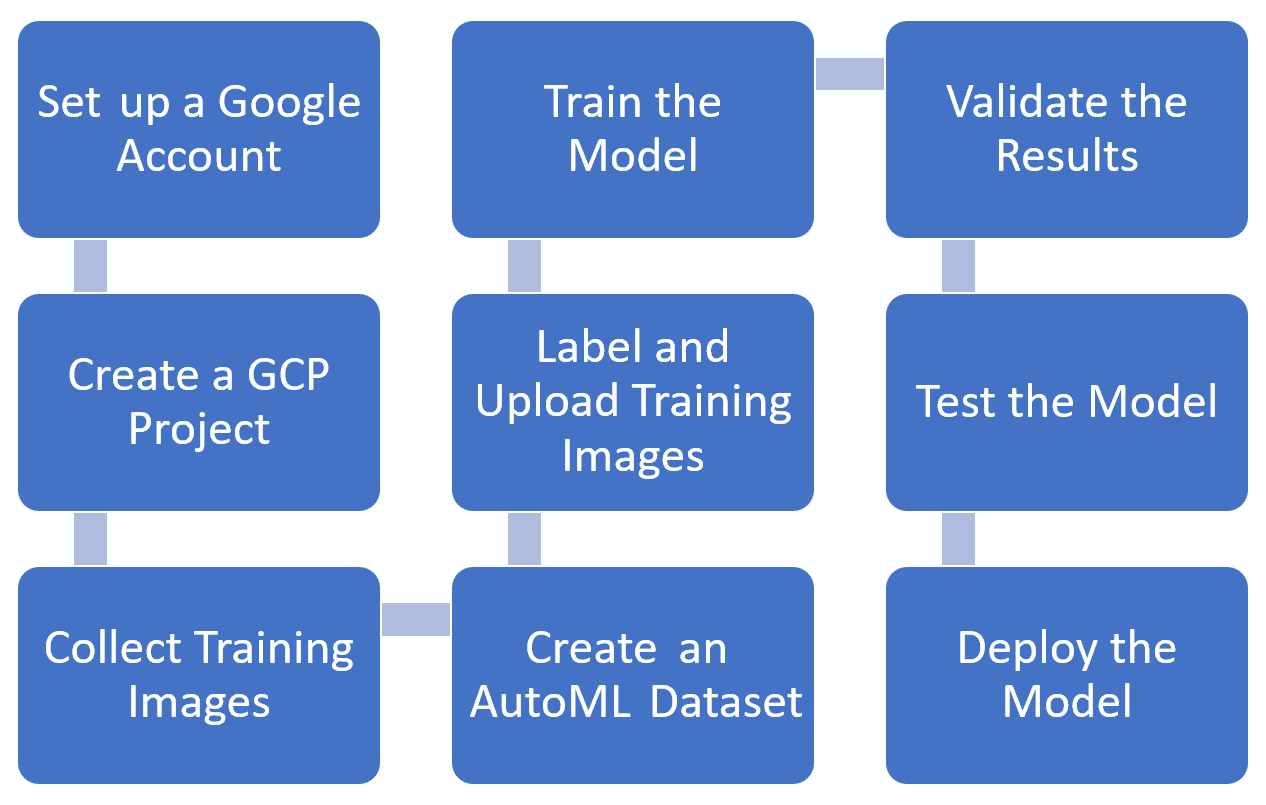 Set up a Google
Account
Create a GCP
Project
Collect Training
Images
Create an
AutoML Dataset
Label and
Upload Training
Images
Train the
Model
Validate the
Results
Test the Model
Deploy the
Model